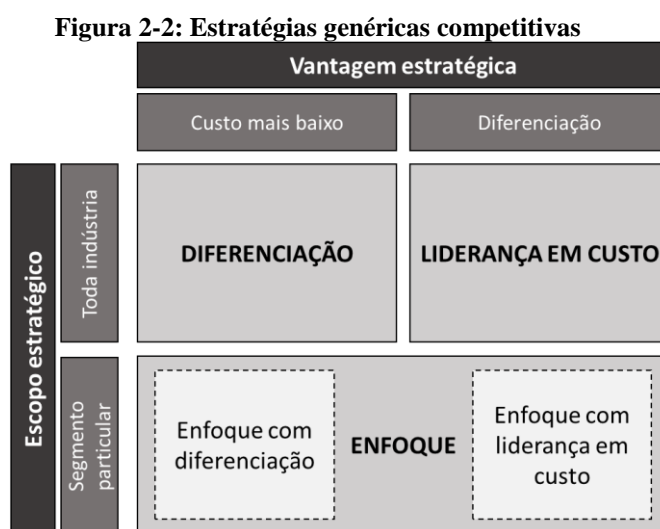 Figura 2-2: Estratégias genéricas competitivas
Vantagem estratégica
Custo mais baixo
Diferenciação
Escopo estratégico
Toda indústria
DIFERENCIAÇÃO
LIDERANÇA EM CUSTO
Segmento
particular
Enfoque com
diferenciação
ENFOQUE
Enfoque com
liderança em
custo